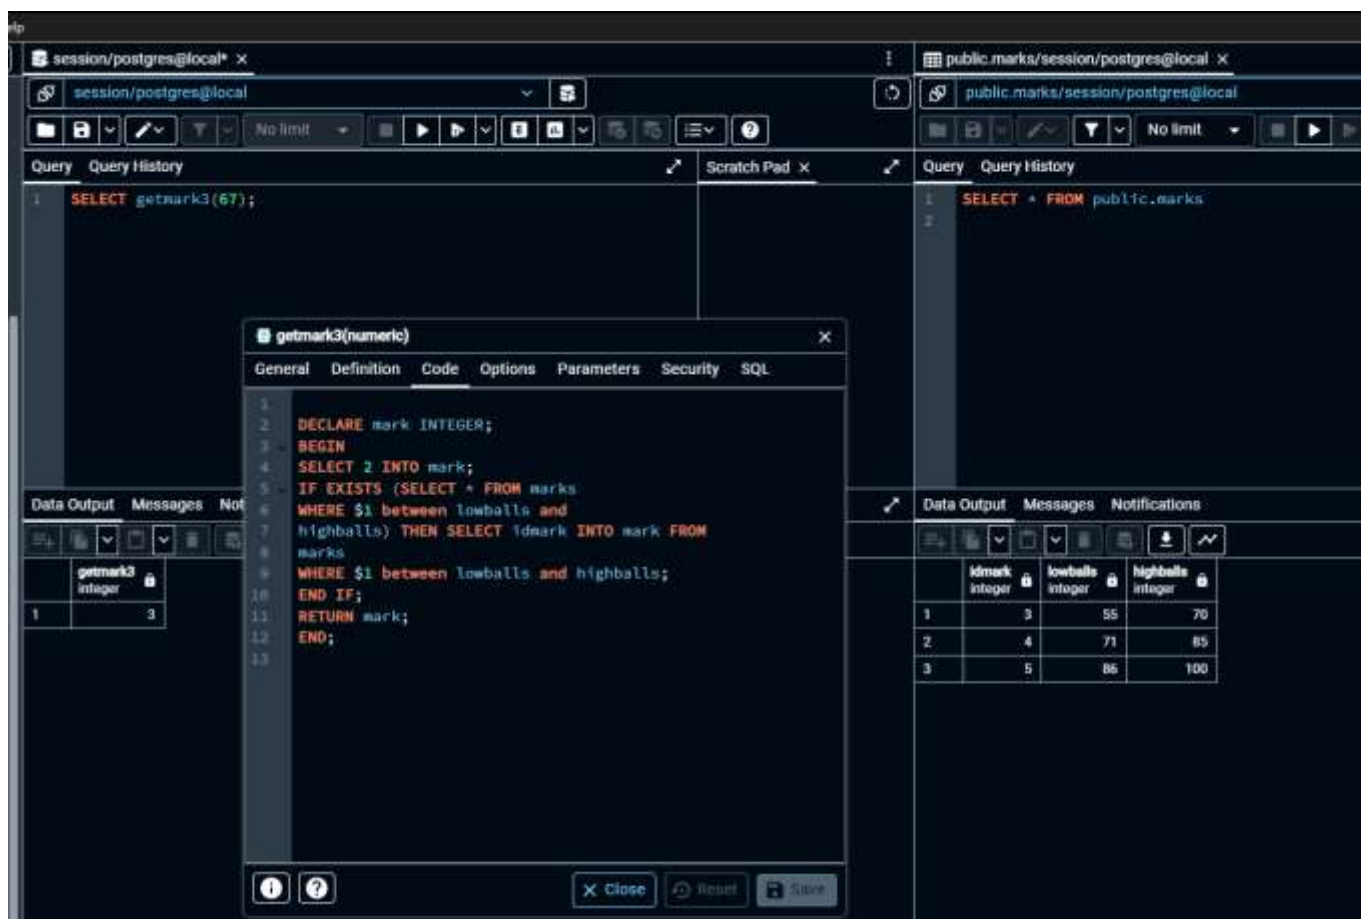 elp
session/postgres@local* ×
session/postgres@local
No limit
Query Query History
Scratch Pad ×
1 SELECT getmark3(67);
public.marks/session/postgres@local ×
public.marks/session/postgres@local
No limit
Query Query History
1 SELECT * FROM public.marks
2
getmark3(numeric)
General Definition Code Options Parameters Security SQL
1
2 DECLARE mark INTEGER;
3 BEGIN
4 SELECT 2 INTO mark;
5 IF EXISTS (SELECT * FROM marks
6 WHERE $1 between lowballs and
7 highballs) THEN SELECT idmark INTO mark FROM
8 marks
9 WHERE $1 between lowballs and highballs;
10 END IF;
11 RETURN mark;
12 END;
13
Close Reset Save
Data Output Messages Not
getmark3
integer
1 3
Data Output Messages Notifications
idmark lowballs highballs
integer integer integer
1 3 55 70
2 4 71 85
3 5 86 100